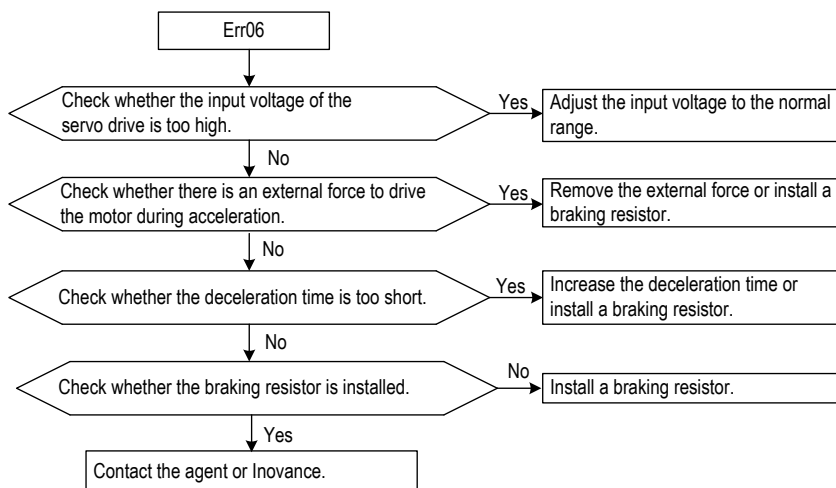 Err06
Check whether the input voltage of the
servo drive is too high.
Yes
Adjust the input voltage to the normal
range.
No
Check whether there is an external force to drive
the motor during acceleration.
Yes
Remove the external force or install a
braking resistor.
No
Check whether the deceleration time is too short.
Yes
Increase the deceleration time or
install a braking resistor.
No
Check whether the braking resistor is installed.
No
Install a braking resistor.
Yes
Contact the agent or Inovance.